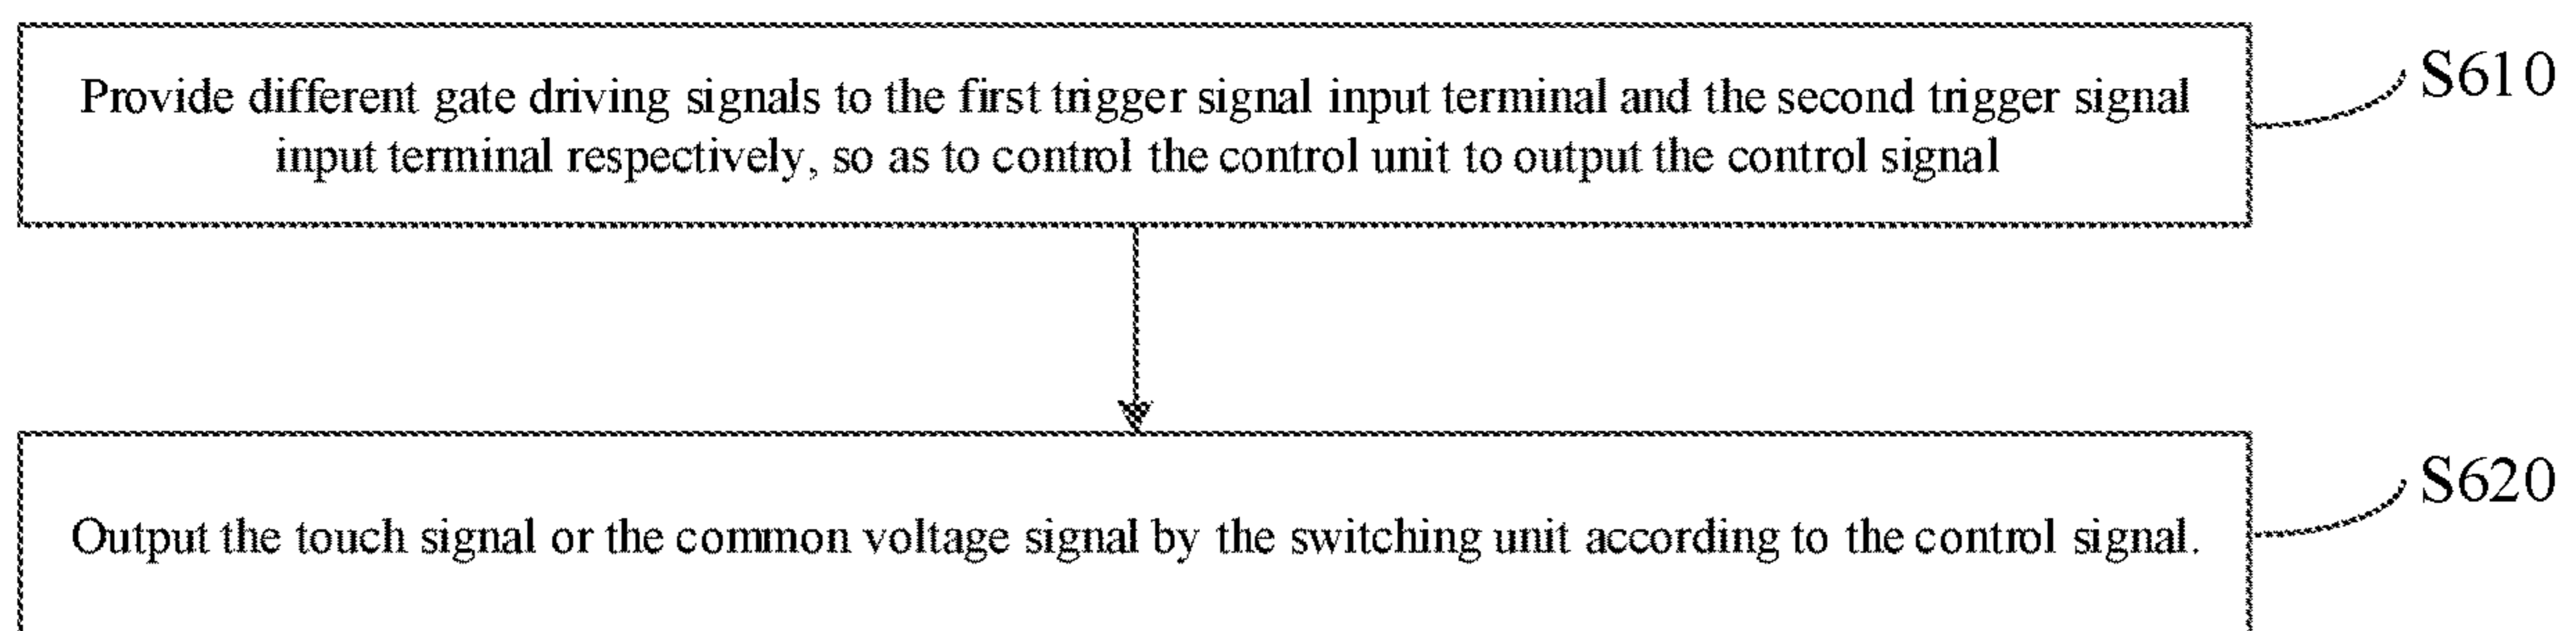 Provide different gate driving signals to the first trigger signal input terminal and the second trigger signal
input terminal respectively, so as to control the control unit to output the control signal
S610
Output the touch signal or the common voltage signal by the switching unit according to the control signal.
S620